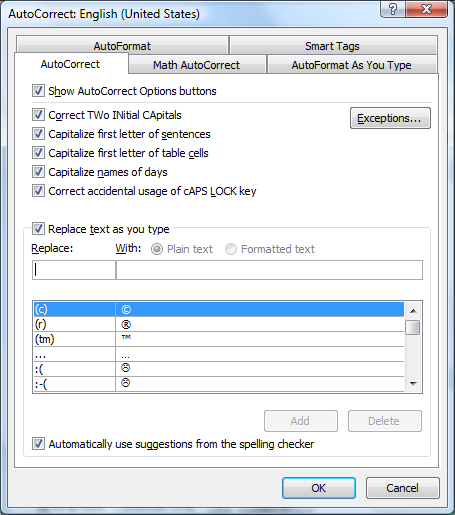 AutoCorrect: English (United States)
AutoFormat Smart Tags
AutoCorrect Math AutoCorrect AutoFormat As You Type
Show AutoCorrect Options buttons
Correct TWo INitial CApitals Exceptions...
Capitalize first letter of sentences
Capitalize first letter of table cells
Capitalize names of days
Correct accidental usage of cAPS LOCK key
Replace text as you type
Replace: With: Plain text Formatted text
(c) ©
(r) ®
(tm) ™
... …
:( ☹
:-( ☹
Add Delete
Automatically use suggestions from the spelling checker
OK Cancel